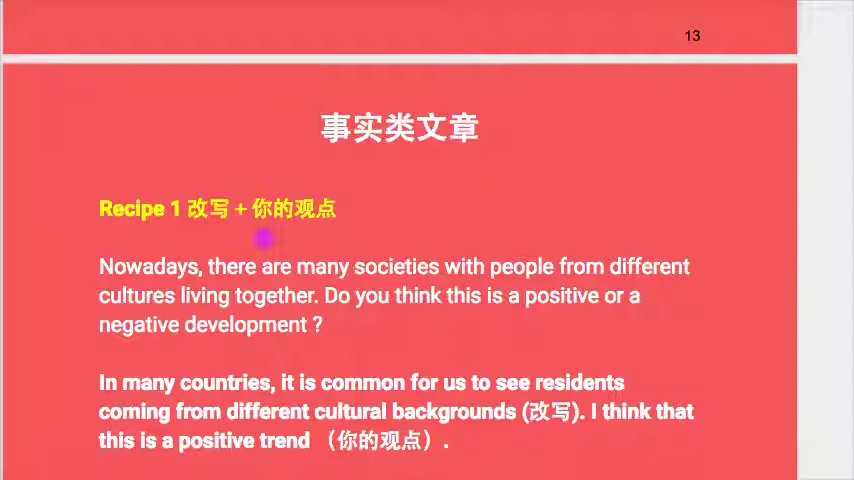 13
事实类文章
Recipe 1 改写 + 你的观点
Nowadays, there are many societies with people from different
cultures living together. Do you think this is a positive or a
negative development ?
In many countries, it is common for us to see residents
coming from different cultural backgrounds (改写). I think that
this is a positive trend （你的观点）.